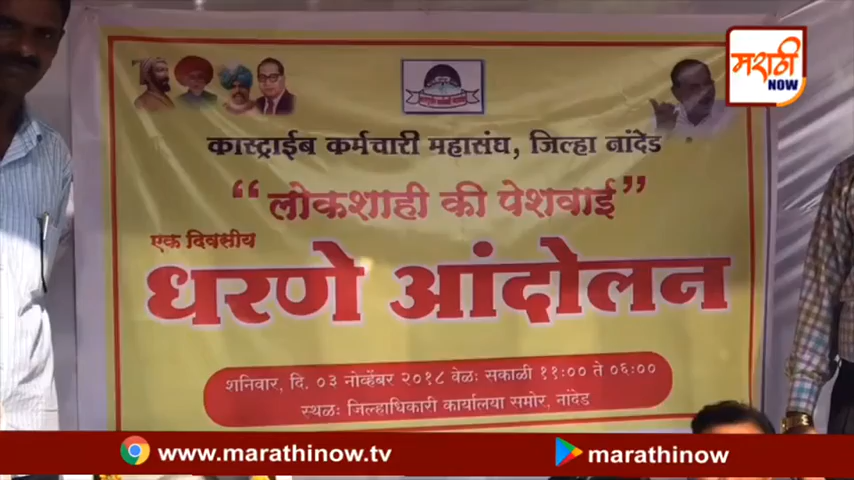 मराठी
NOW
कास्ट्राईब कर्मचारी महासंघ, जिल्हा नांदेड
“लोकशाही की पेशवाई”
एक दिवसीय
धरणे आंदोलन
शनिवार, दि. ०३ नोव्हेंबर २०१८ वेळः सकाळी ११ः०० ते ०६ः००
स्थळः जिल्हाधिकारी कार्यालया समोर, नांदेड
www.marathinow.tv
marathinow